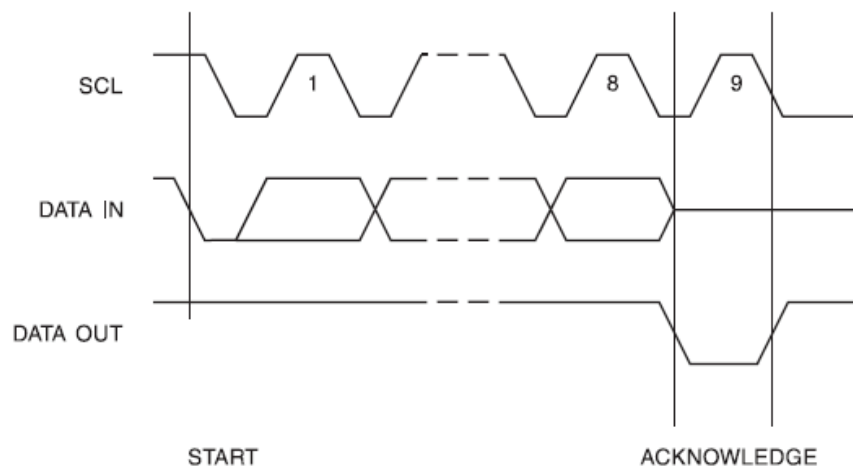 SCL
1
8
9
DATA IN
DATA OUT
START
ACKNOWLEDGE